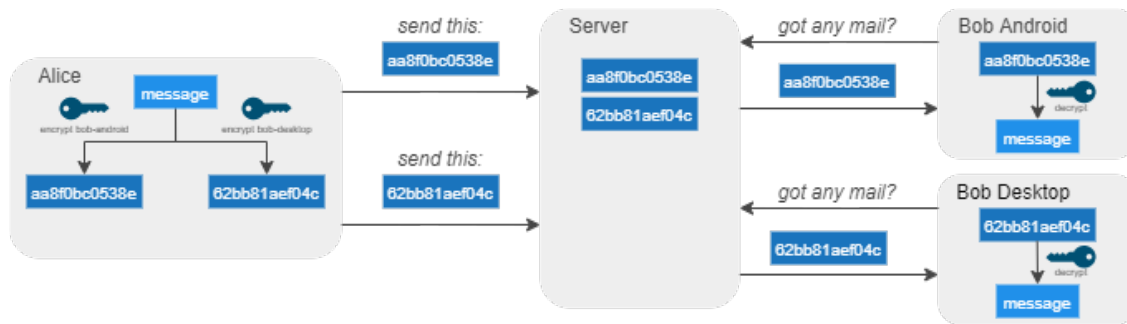 Alice
message
encrypt bob-android
encrypt bob-desktop
aa8f0bc0538e
62bb81aef04c
send this:
aa8f0bc0538e
send this:
62bb81aef04c
Server
aa8f0bc0538e
62bb81aef04c
got any mail?
aa8f0bc0538e
got any mail?
62bb81aef04c
Bob Android
aa8f0bc0538e
decrypt
message
Bob Desktop
62bb81aef04c
decrypt
message